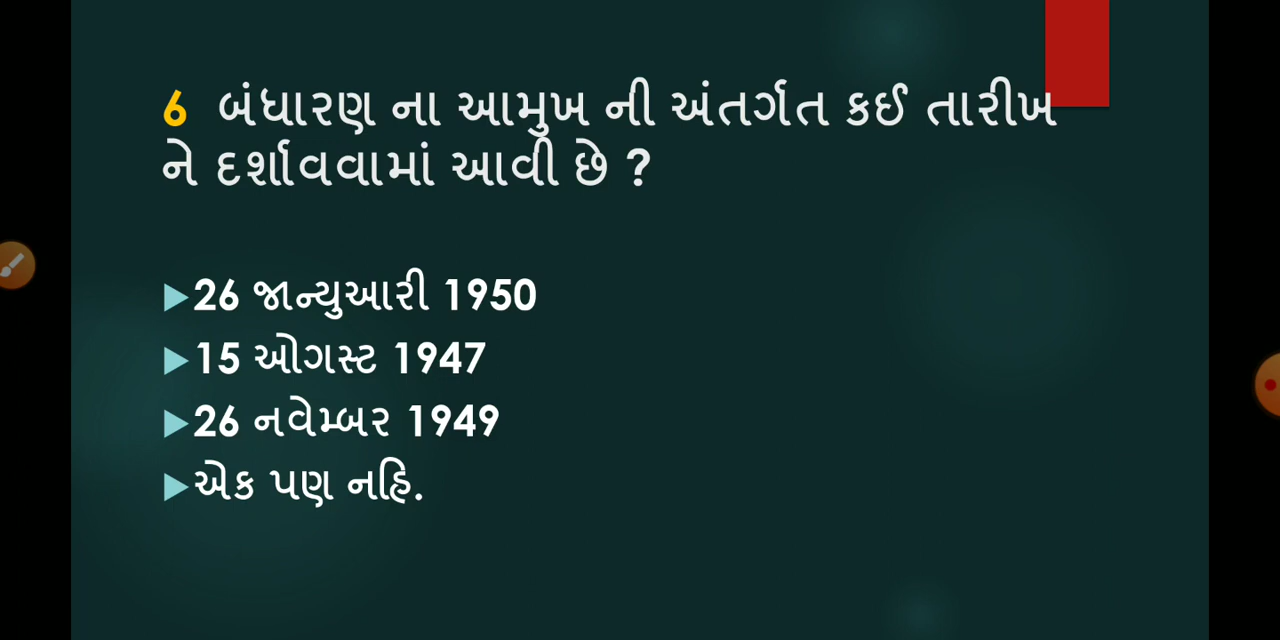 6 બંધારણ ના આમુખ ની અંતર્ગત કઈ તારીખ
ને દર્શાવવામાં આવી છે ?
26 જાન્યુઆરી 1950
15 ઓગસ્ટ 1947
26 નવેમ્બર 1949
એક પણ નહિ.